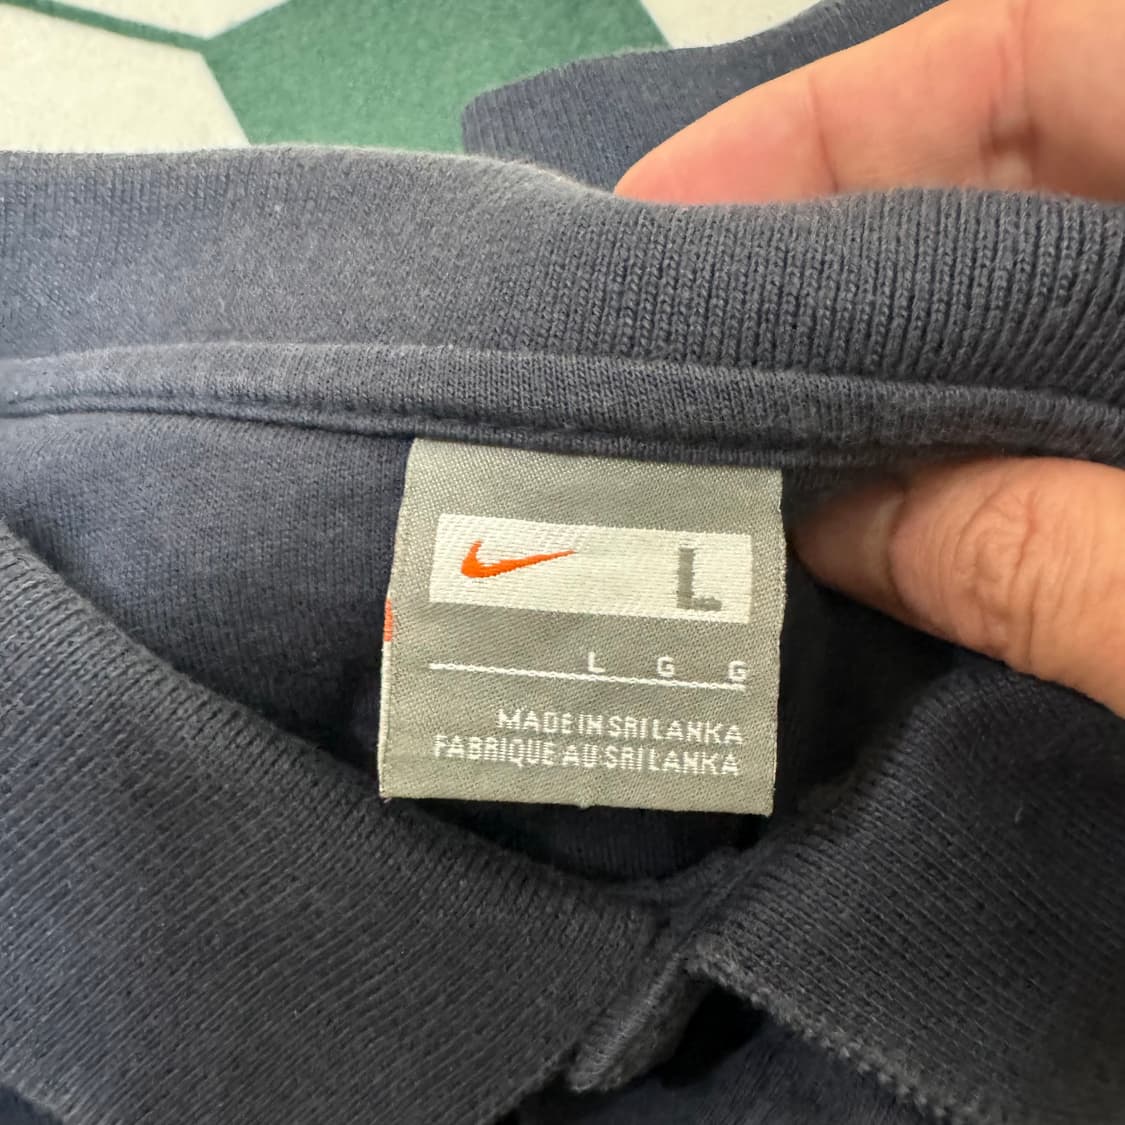 L
L G G
MADE IN SRI LANKA
FABRIQUE AU SRI LANKA